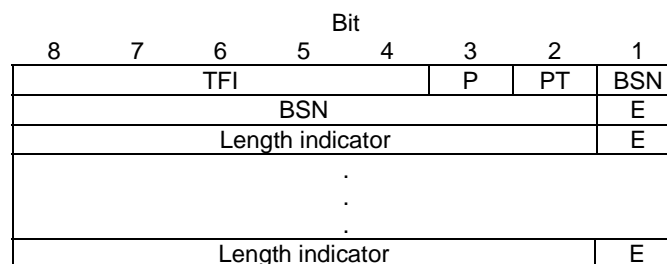 Bit
8 7 6 5 4 3 2 1
TFI P PT BSN
BSN E
Length indicator E
.
.
.
Length indicator E